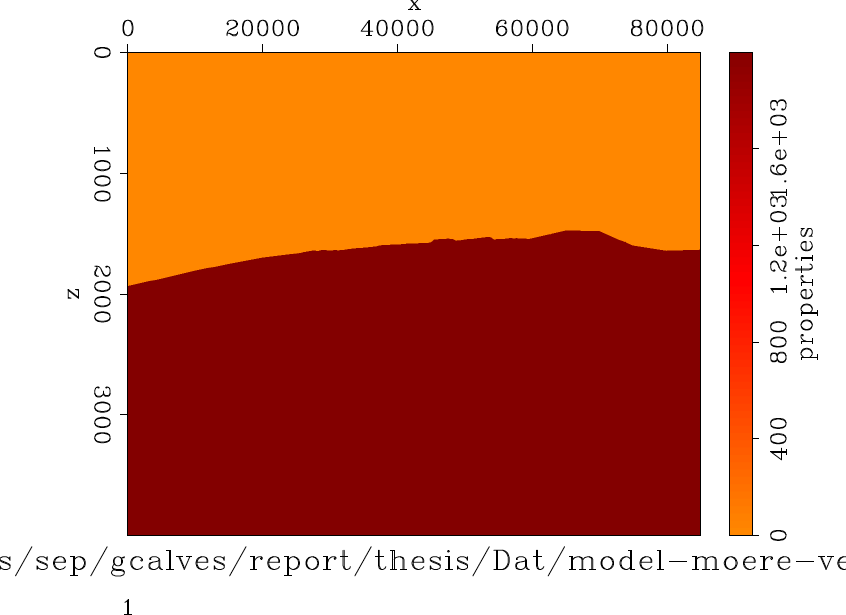 x
0 20000 40000 60000 80000
0
1000
2000
3000
z
0
400
800
1.2e+03
1.6e+03
properties
s/sep/gcalves/report/thesis/Dat/model-moere-ve
1